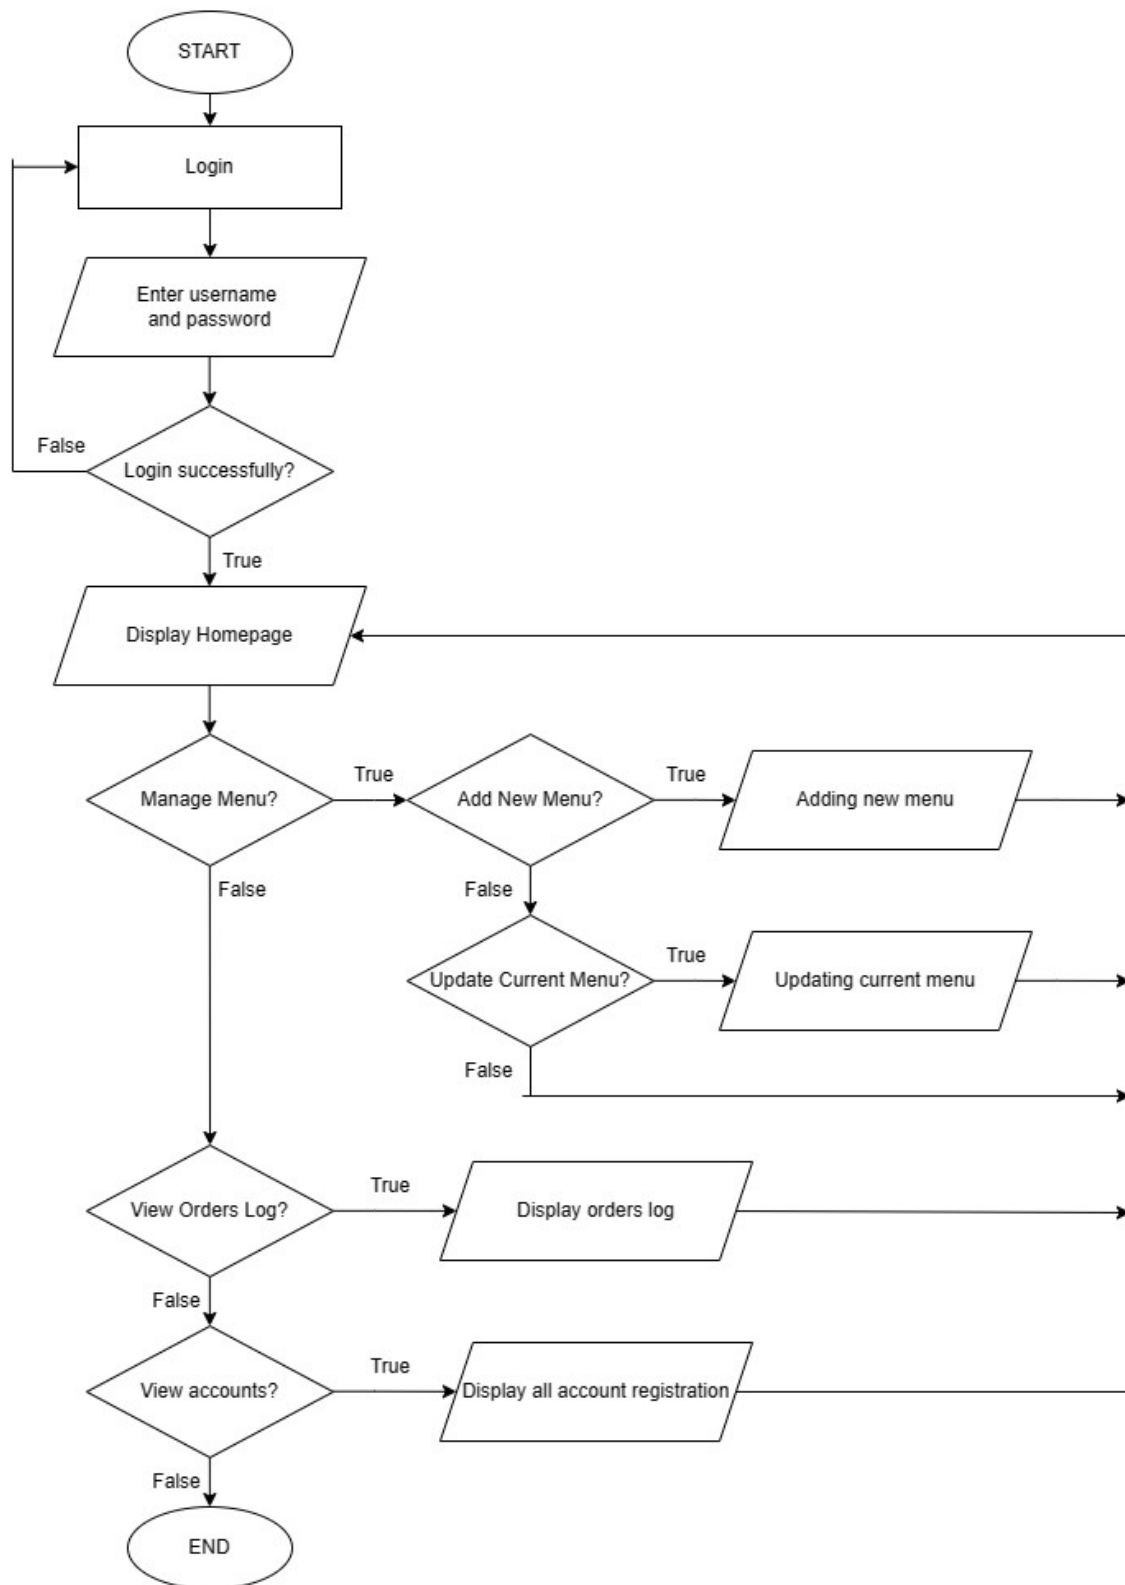 START
Login
Enter username
and password
False
Login successfully?
True
Display Homepage
Manage Menu?
True
Add New Menu?
True
Adding new menu
False
False
Update Current Menu?
True
Updating current menu
False
View Orders Log?
True
Display orders log
False
View accounts?
True
Display all account registration
False
END